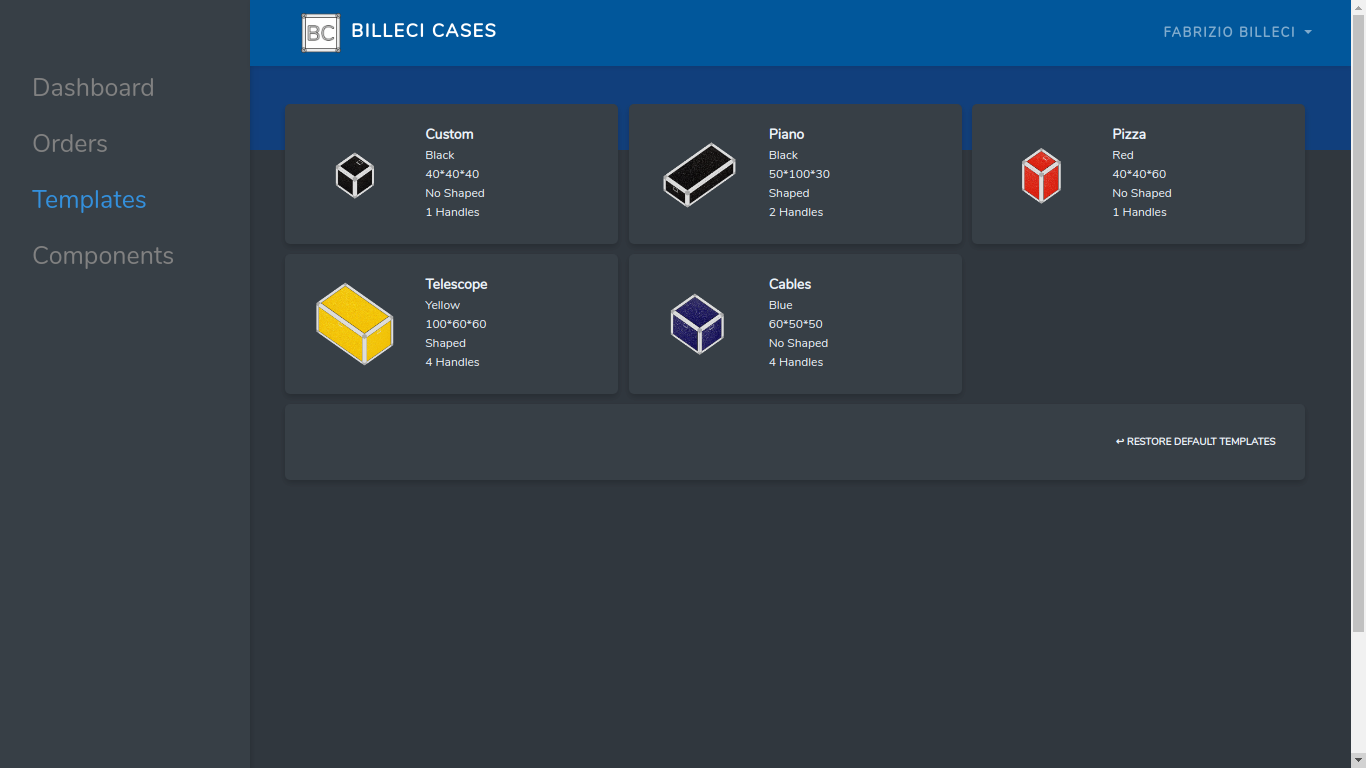 BC BILLECI CASES
FABRIZIO BILLECI
Dashboard
Orders
Templates
Components
Custom
Black
40*40*40
No Shaped
1 Handles
Piano
Black
50*100*30
Shaped
2 Handles
Pizza
Red
40*40*60
No Shaped
1 Handles
Telescope
Yellow
100*60*60
Shaped
4 Handles
Cables
Blue
60*50*50
No Shaped
4 Handles
↩ RESTORE DEFAULT TEMPLATES